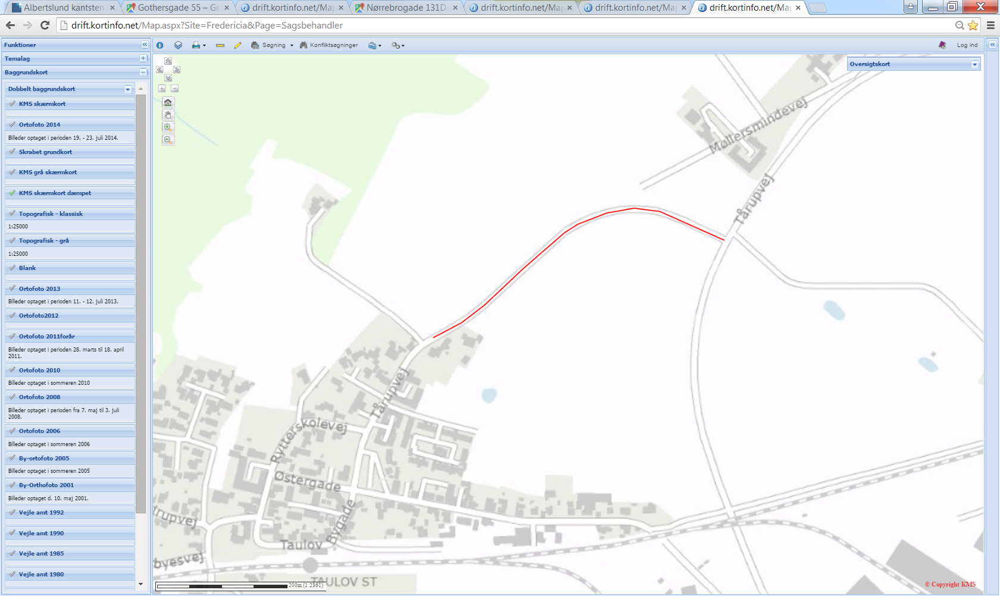 Albertslund kantsten
Gothersgade 55 – Go
drift.kortinfo.net/Map
Nørrebrogade 131D
drift.kortinfo.net/Map
drift.kortinfo.net/Map
drift.kortinfo.net/Map
drift.kortinfo.net/Map.aspx?Site=Fredericia&Page=Sagsbehandler
Funktioner
Søgning
Konfliktsøgninger
Log ind
Temalag
Baggrundskort
Oversigtskort
Dobbelt baggrundskort
KMS skærmkort
Ortofoto 2014
Billeder optaget i perioden 19. - 23. juli 2014.
Skrabet grundkort
KMS grå skærmkort
KMS skærmkort dæmpet
Topografisk - klassisk
1:25000
Topografisk - grå
1:25000
Blank
Ortofoto 2013
Billeder optaget i perioden 11. - 12. juli 2013.
Ortofoto2012
Ortofoto 2011forår
Billeder optaget i perioden 28. marts til 18. april
2011.
Ortofoto 2010
Billeder optaget i sommeren 2010
Ortofoto 2008
Billeder optaget i perioden fra 7. maj til 3. juli
2008.
Ortofoto 2006
Billeder optaget i sommeren 2006
By-ortofoto 2005
Billeder optaget i sommeren 2005
By-Orthofoto 2001
Billeder optaget d. 10. maj 2001.
Vejle amt 1992
Vejle amt 1990
Vejle amt 1985
Vejle amt 1980
Møllersmindevej
Tårupvej
Tårupvej
Rytterskolevej
Østergade
Bygade
rupvej
Taulov
byesvej
TAULOV ST
200m (1:2361)
© Copyright KMS